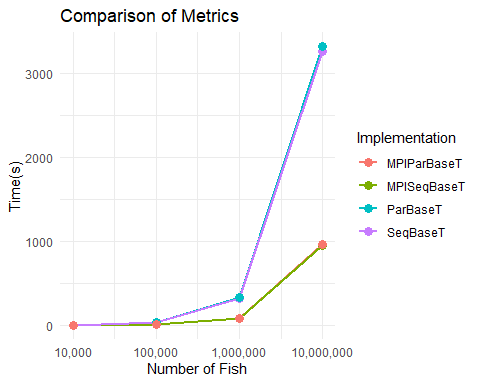 Comparison of Metrics
Time(s)
3000
2000
1000
0
10,000
100,000
1,000,000
10,000,000
Number of Fish
Implementation
MPIParBaseT
MPISeqBaseT
ParBaseT
SeqBaseT